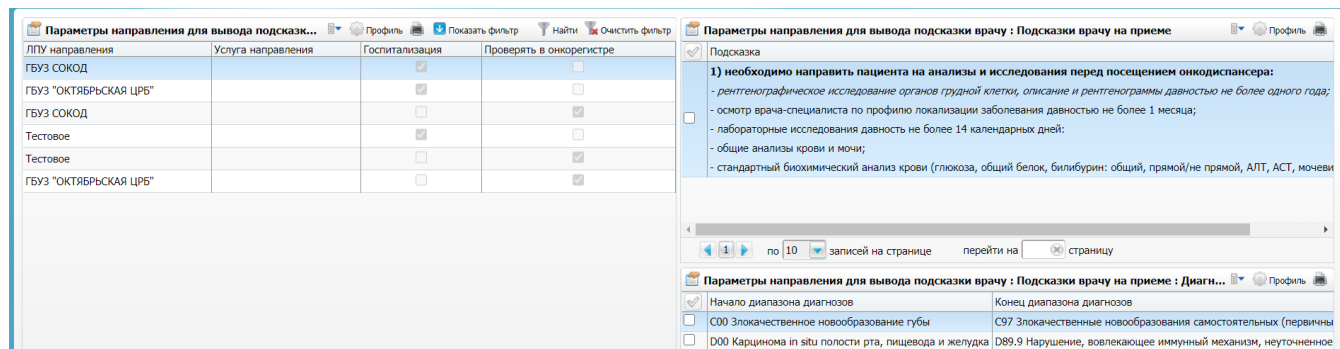 Параметры направления для вывода подсказк... Профиль Показать фильтр Найти Очистить фильтр
ЛПУ направления Услуга направления Госпитализация Проверять в онкорегистре
ГБУЗ СОКОД
ГБУЗ "ОКТЯБРЬСКАЯ ЦРБ"
ГБУЗ СОКОД
Тестовое
Тестовое
ГБУЗ "ОКТЯБРЬСКАЯ ЦРБ"
Параметры направления для вывода подсказки врачу : Подсказки врачу на приеме Профиль
Подсказка
1) необходимо направить пациента на анализы и исследования перед посещением онкодиспансера:
- рентгенографическое исследование органов грудной клетки, описание и рентгенограммы давностью не более одного года;
- осмотр врача-специалиста по профилю локализации заболевания давностью не более 1 месяца;
- лабораторные исследования давность не более 14 календарных дней:
- общие анализы крови и мочи;
- стандартный биохимический анализ крови (глюкоза, общий белок, билибурин: общий, прямой/не прямой, АЛТ, АСТ, мочеви
1 по 10 записей на странице перейти на страницу
Параметры направления для вывода подсказки врачу : Подсказки врачу на приеме : Диагн... Профиль
Начало диапазона диагнозов Конец диапазона диагнозов
C00 Злокачественное новообразование губы C97 Злокачественные новообразования самостоятельных (первичны
D00 Карцинома in situ полости рта, пищевода и желудка D89.9 Нарушение, вовлекающее иммунный механизм, неуточненное